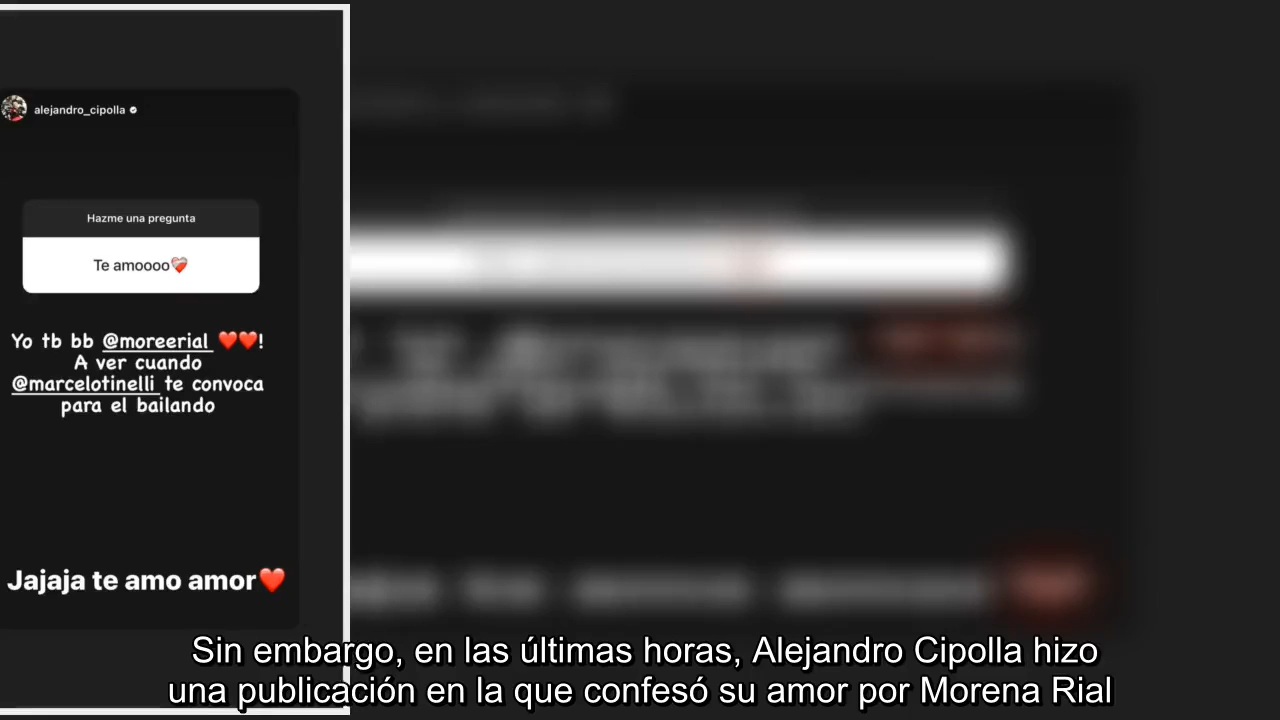 alejandro_cipolla
Hazme una pregunta
Te amoooo❤️‍🩹
Yo tb bb @moreerial ❤️❤️!
A ver cuando
@marcelotinelli te convoca
para el bailando
Jajaja te amo amor❤️
Sin embargo, en las últimas horas, Alejandro Cipolla hizo
una publicación en la que confesó su amor por Morena Rial